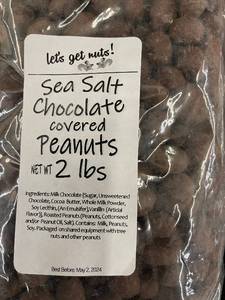 let's get nuts!
Sea Salt
Chocolate
covered
Peanuts
NET WT 2 lbs
Ingredients: Milk Chocolate (Sugar, Unsweetened
Chocolate, Cocoa Butter, Whole Milk Powder,
Soy Lecithin, (An Emulsifier), Vanillin (Artificial
Flavor)), Roasted Peanuts (Peanuts, Cottonseed
and/or Peanut Oil, Salt). Contains: Milk, Peanuts,
Soy. Packaged on shared equipment with tree
nuts and other peanuts
Best Before: May 2, 2024